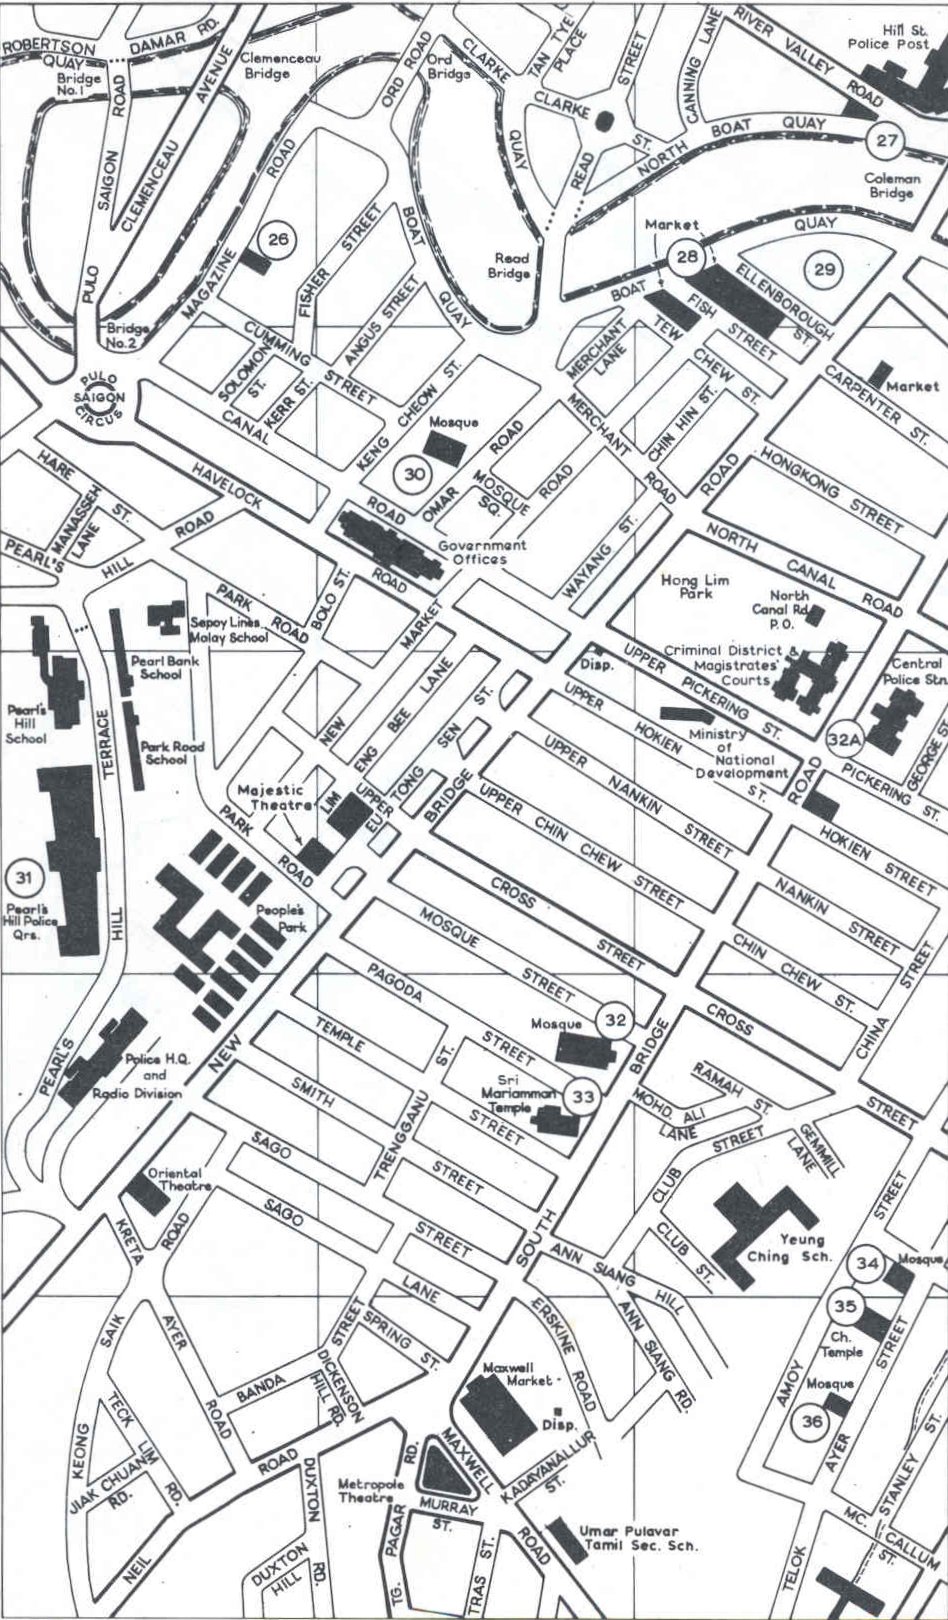 ROBERTSON QUAY
DAMAR RD.
CLEMENCEAU AVENUE
Clemenceau
Bridge
Bridge
No. 1
PULO SAIGON ROAD
ORD ROAD
Ord
Bridge
CLARKE QUAY
TAN TYE PLACE
CLARKE ST.
READ STREET
CANNING LANE
RIVER VALLEY ROAD
Hill St.
Police Post
NORTH BOAT QUAY
27
Coleman
Bridge
Market
28
29
QUAY
ELLENBOROUGH ST.
Read
Bridge
BOAT
FISH STREET
TEW
CHEW ST.
26
MAGAZINE ROAD
FISHER STREET
BOAT QUAY
ANGUS STREET
CUMMING STREET
SOLOMON ST.
KERR ST.
KENG CHEOW ST.
Bridge
No. 2
PULO
SAIGON
CIRCUS
CANAL ROAD
HAVELOCK ROAD
Mosque
30
OMAR ROAD
MOSQUE
SQ.
ROAD
MERCHANT
LANE
MERCHANT ROAD
CHIN HIN ST.
Market
CARPENTER ST.
HONGKONG STREET
ROAD
NORTH CANAL ROAD
HARE ST.
MANASSEH
LANE
PEARL'S HILL ROAD
Government
Offices
WAYANG ST.
Hong Lim
Park
North
Canal Rd.
P.O.
PARK ROAD
BOLO ST.
Sepoy Lines
Malay School
Pearl Bank
School
Pearl's
Hill
School
Park Road
School
PEARL'S HILL TERRACE
NEW MARKET
ENG BEE LANE
TONG SEN ST.
LIM
UPPER
EU
Disp.
Criminal District &
Magistrates'
Courts
Central
Police Stn.
UPPER PICKERING ST.
Ministry
of
National
Development
32A
PICKERING ST.
GEORGE ST.
UPPER HOKIEN ST.
HOKIEN STREET
UPPER NANKIN STREET
NANKIN STREET
UPPER CHIN CHEW STREET
CHIN CHEW ST.
CHINA STREET
ROAD
Majestic
Theatre
PARK ROAD
People's
Park
31
Pearl's
Hill Police
Qrs.
Police H.Q.
and
Radio Division
NEW BRIDGE
CROSS STREET
CROSS STREET
MOSQUE STREET
PAGODA STREET
TEMPLE STREET
SMITH STREET
SAGO STREET
SAGO LANE
TRENGGANU ST.
Mosque
32
Sri
Mariamman
Temple
33
SOUTH BRIDGE
MOHD. ALI
LANE
RAMAH ST.
GEMMILL
LANE
CLUB STREET
CLUB ST.
Yeung
Ching Sch.
ANN SIANG HILL
ANN SIANG RD.
ERSKINE ROAD
Oriental
Theatre
KRETA AYER ROAD
ROAD
KEONG SAIK
TECK LIM RD.
JIAK CHUAN
RD.
NEIL ROAD
BANDA STREET
SPRING ST.
DICKENSON
HILL RD.
Maxwell
Market
Disp.
KADAYANALLUR
ST.
MAXWELL ROAD
Metropole
Theatre
MURRAY
ST.
TG. PAGAR RD.
TRAS ST.
DUXTON RD.
DUXTON
HILL
Umar Pulavar
Tamil Sec. Sch.
34
Mosque
35
Ch.
Temple
Mosque
36
AMOY STREET
TELOK AYER STREET
STANLEY ST.
MC. CALLUM
ST.